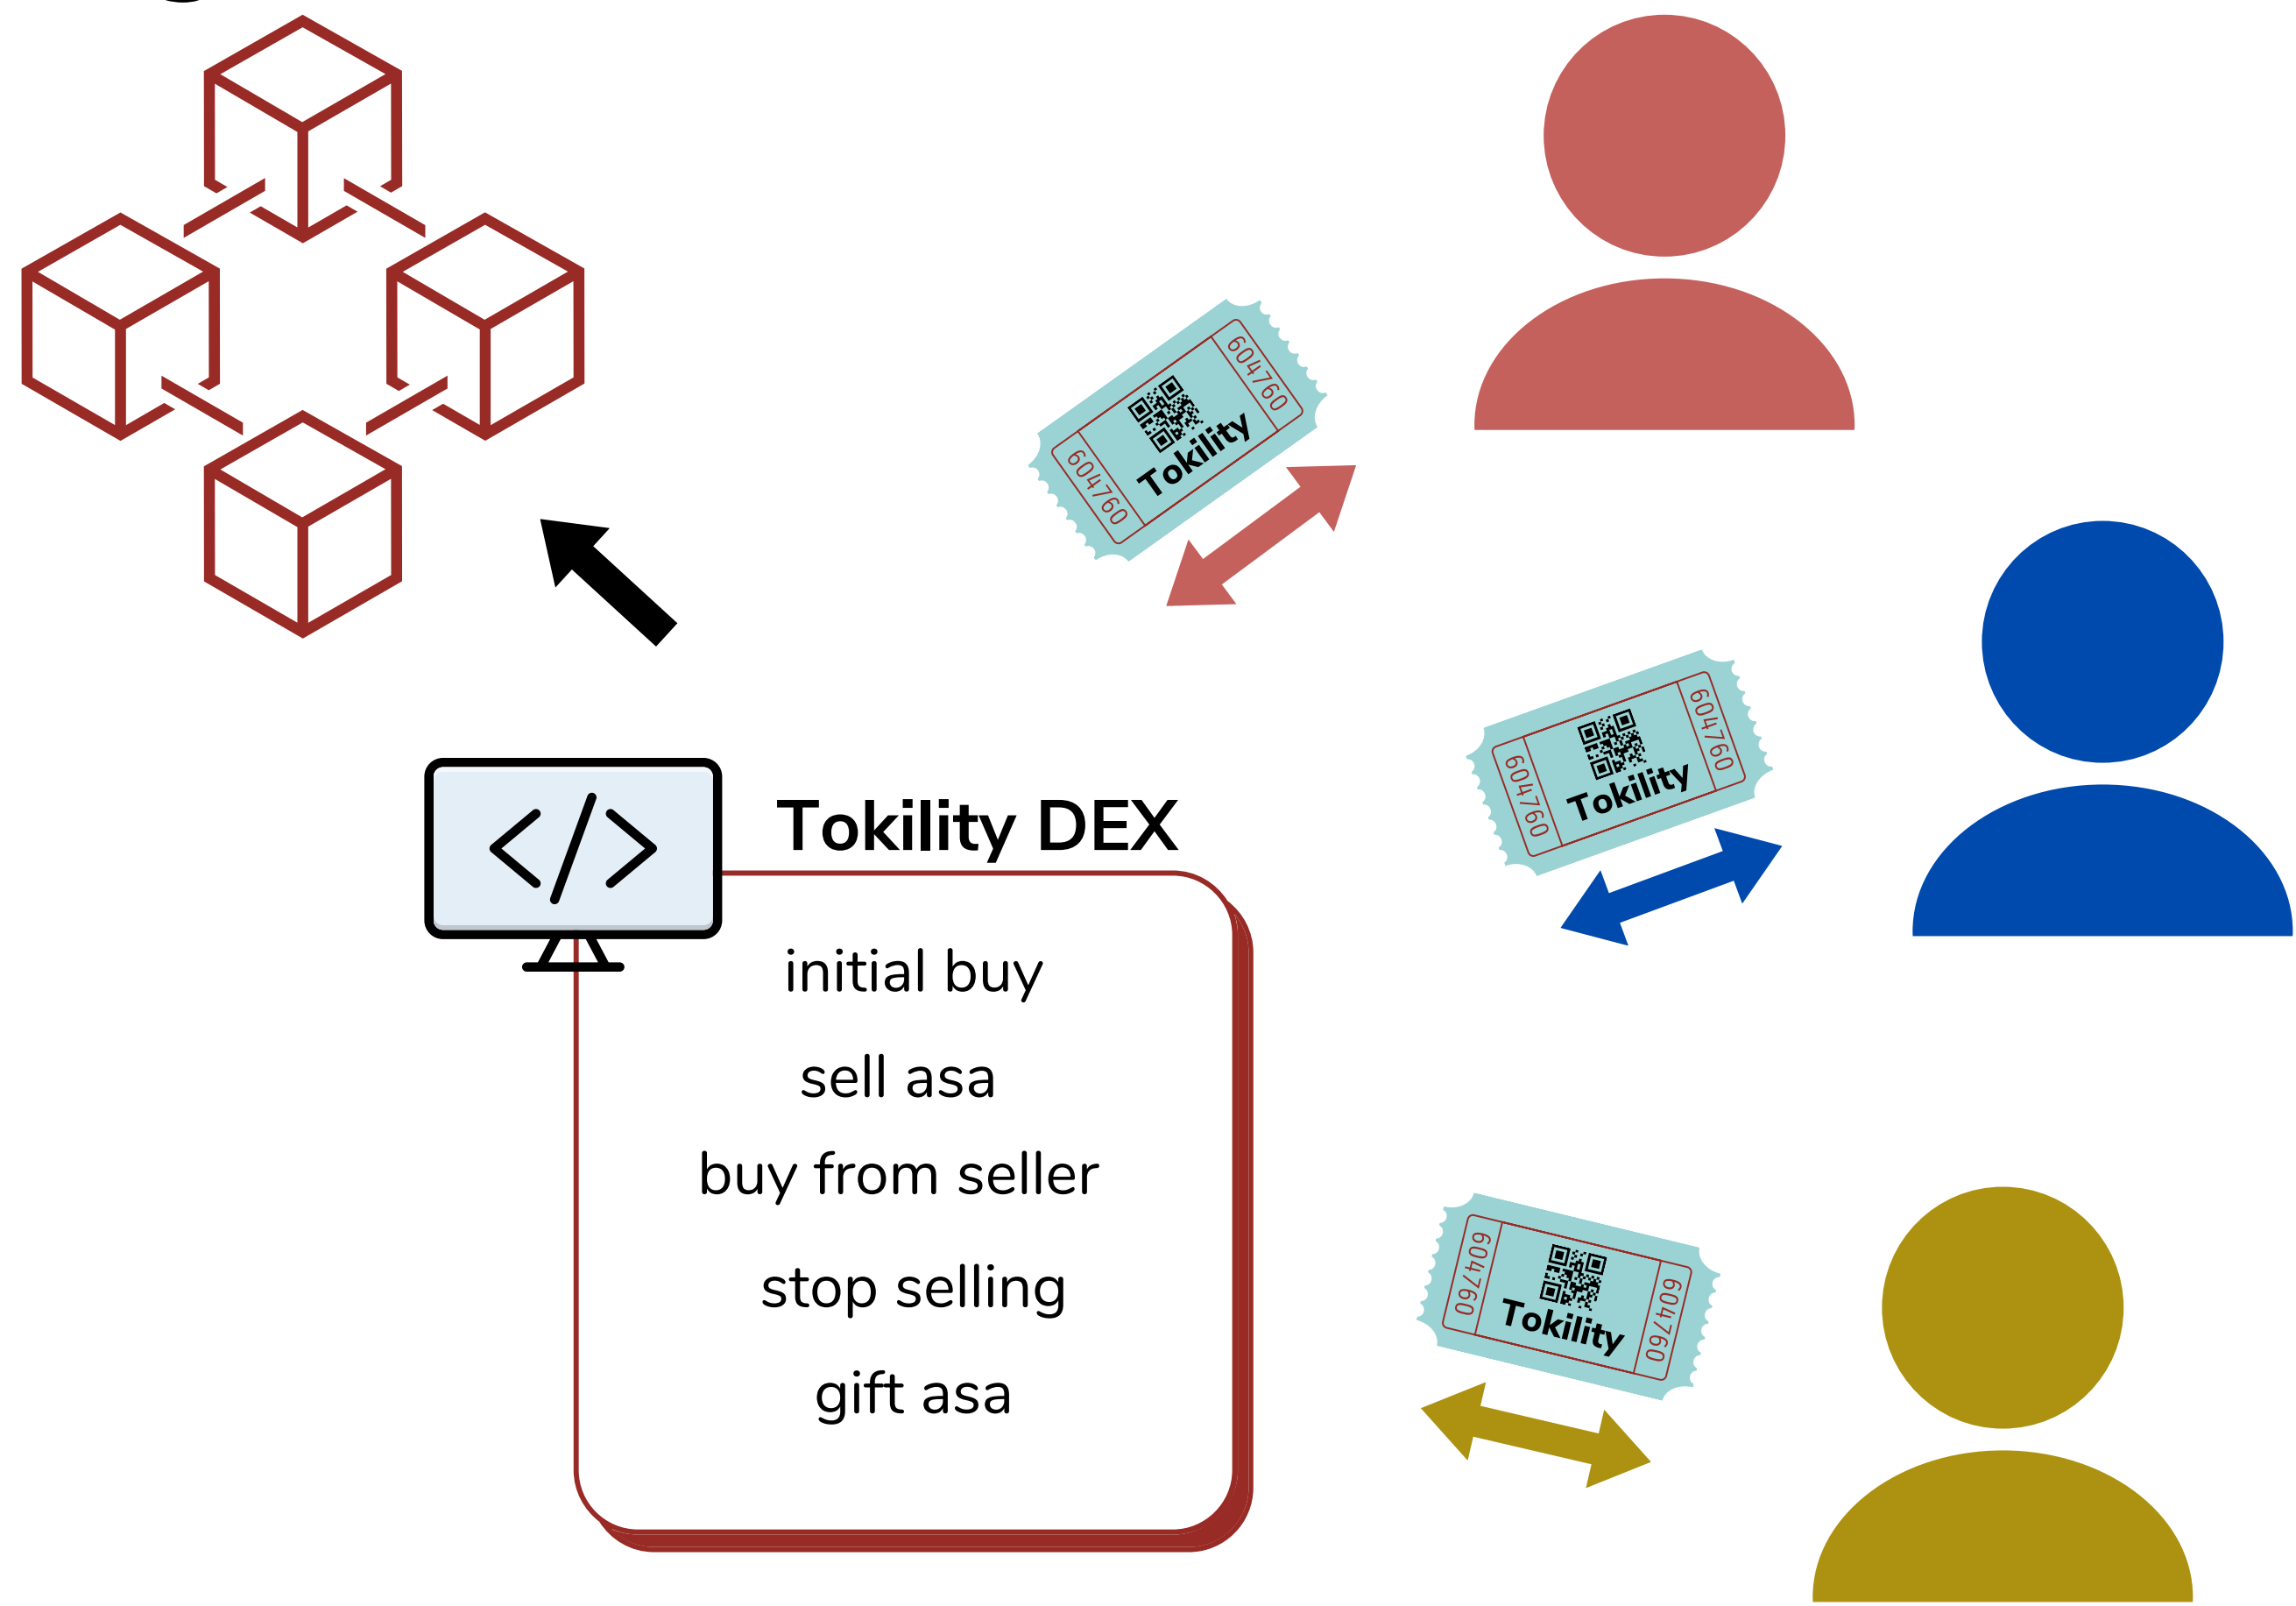 604760
Tokility
604760
604760
Tokility
604760
Tokility DEX
initial buy
sell asa
buy from seller
stop selling
gift asa
604760
Tokility
604760